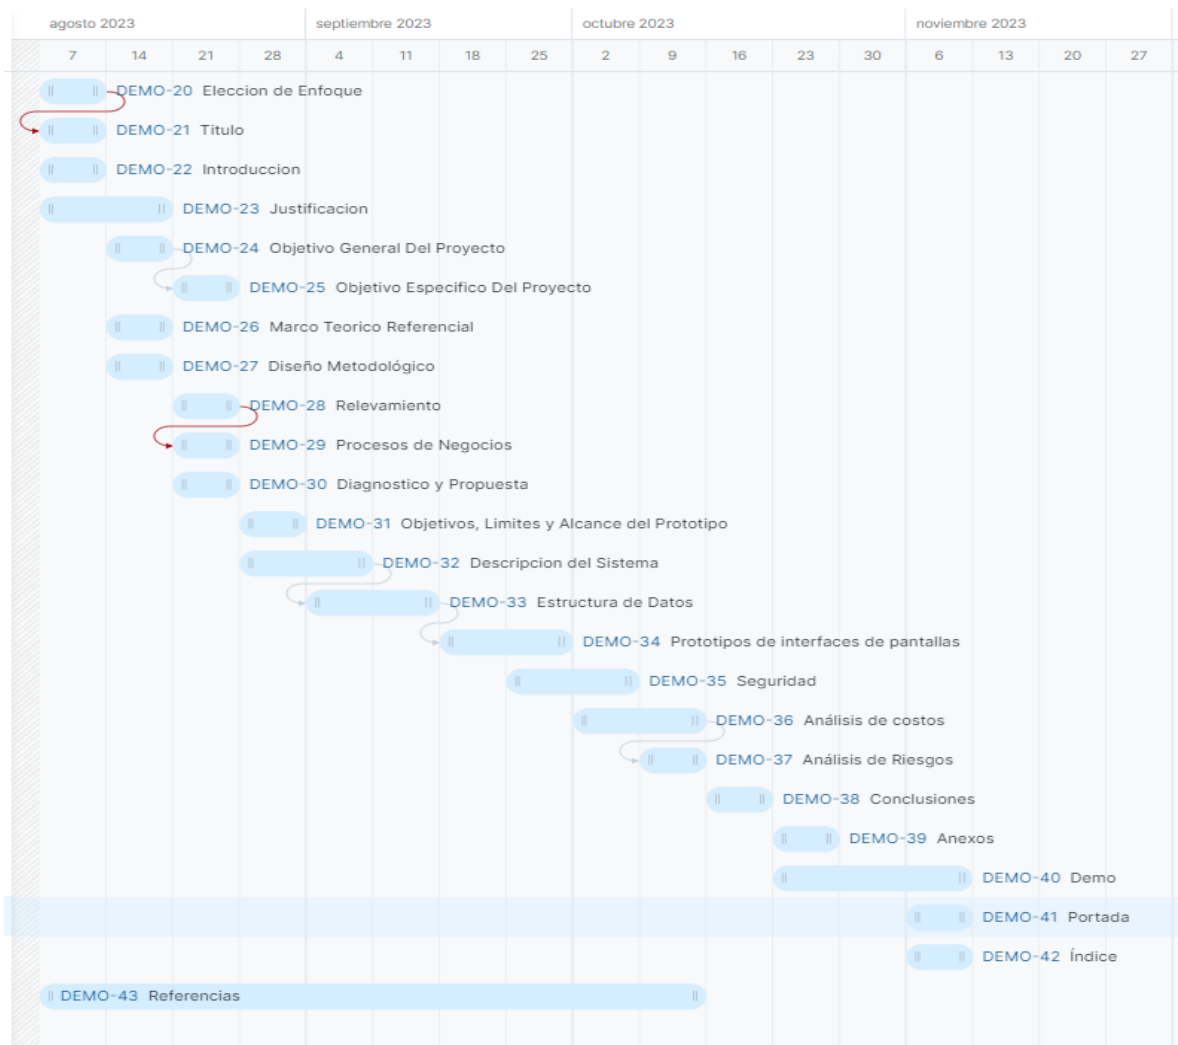 agosto 2023 septiembre 2023 octubre 2023 noviembre 2023
7 14 21 28 4 11 18 25 2 9 16 23 30 6 13 20 27
DEMO-20 Eleccion de Enfoque
DEMO-21 Titulo
DEMO-22 Introduccion
DEMO-23 Justificacion
DEMO-24 Objetivo General Del Proyecto
DEMO-25 Objetivo Especifico Del Proyecto
DEMO-26 Marco Teorico Referencial
DEMO-27 Diseño Metodológico
DEMO-28 Relevamiento
DEMO-29 Procesos de Negocios
DEMO-30 Diagnostico y Propuesta
DEMO-31 Objetivos, Limites y Alcance del Prototipo
DEMO-32 Descripcion del Sistema
DEMO-33 Estructura de Datos
DEMO-34 Prototipos de interfaces de pantallas
DEMO-35 Seguridad
DEMO-36 Análisis de costos
DEMO-37 Análisis de Riesgos
DEMO-38 Conclusiones
DEMO-39 Anexos
DEMO-40 Demo
DEMO-41 Portada
DEMO-42 Índice
DEMO-43 Referencias